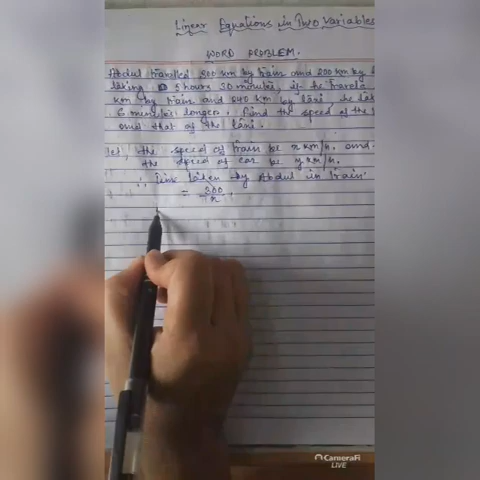 Linear Equations in Two Variables
WORD PROBLEM.
Abdul travelled 300 km by train and 200 km by
taking 5 hours 30 minutes. if he travels
km by train and 240 km by taxi he takes
6 minutes longer. Find the speed of the
and that of the taxi.
let, the speed of train be x km/h. and
the speed of car be y km/h.
∴ Time taken by Abdul in train
= 300/x,
CameraFi
LIVE